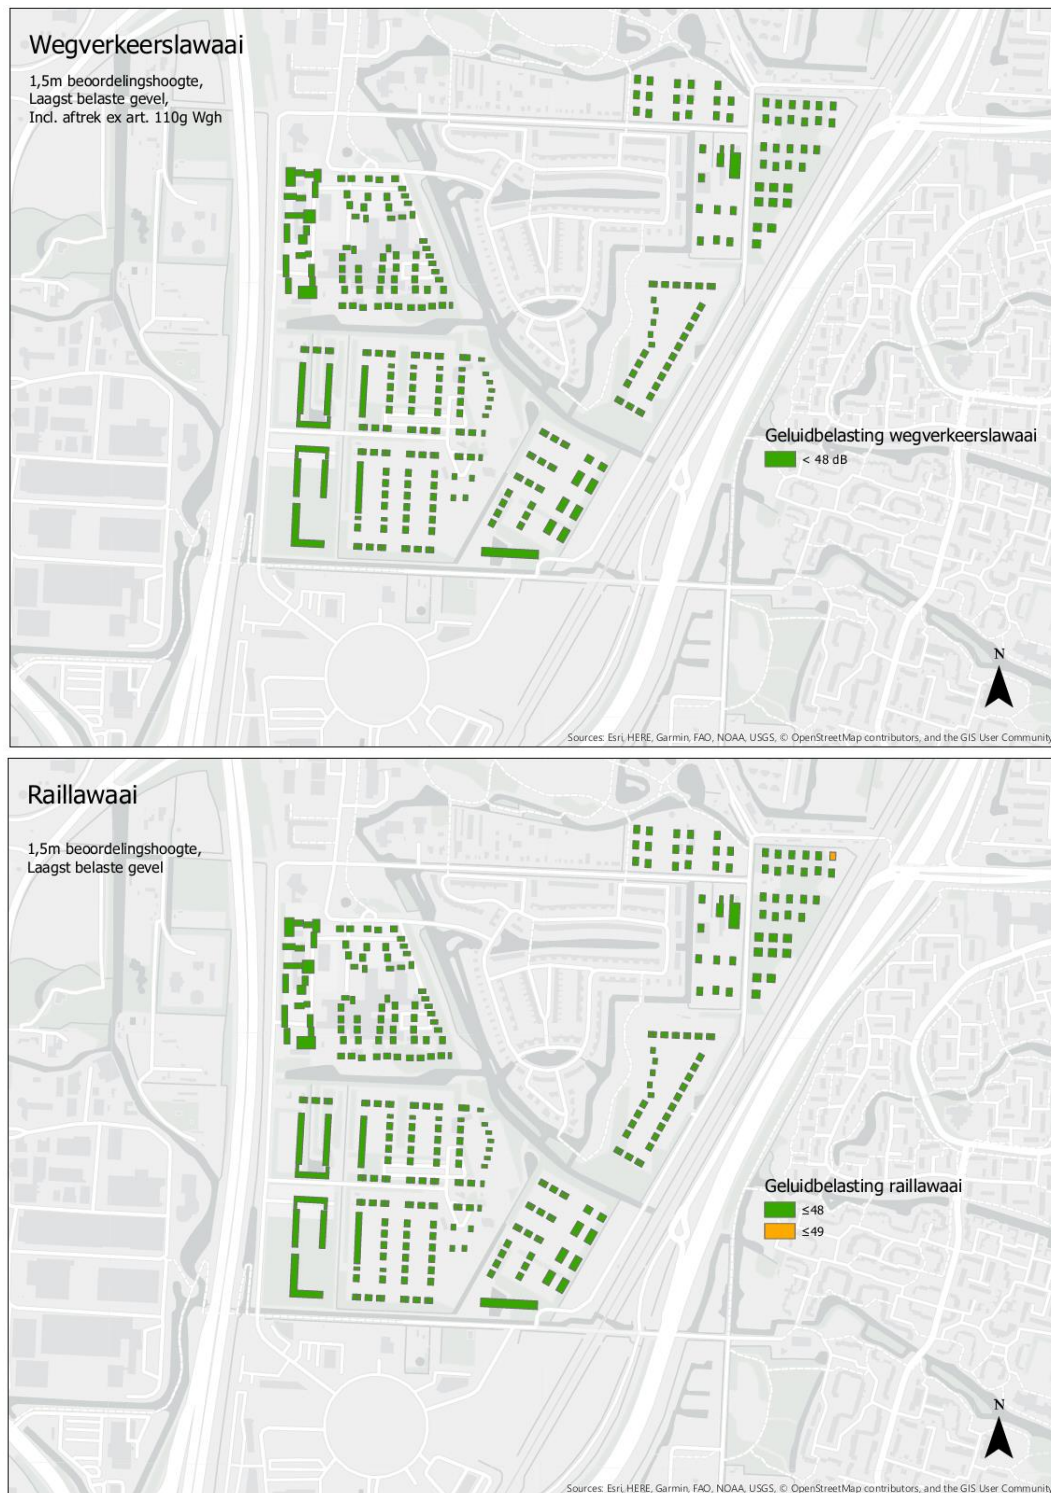 Wegverkeerslawaai
1,5m beoordelingshoogte,
Laagst belaste gevel,
Incl. aftrek ex art. 110g Wgh
Geluidbelasting wegverkeerslawaai
< 48 dB
N
Sources: Esri, HERE, Garmin, FAO, NOAA, USGS, © OpenStreetMap contributors, and the GIS User Community
Raillawaai
1,5m beoordelingshoogte,
Laagst belaste gevel
Geluidbelasting raillawaai
≤48
≤49
N
Sources: Esri, HERE, Garmin, FAO, NOAA, USGS, © OpenStreetMap contributors, and the GIS User Community